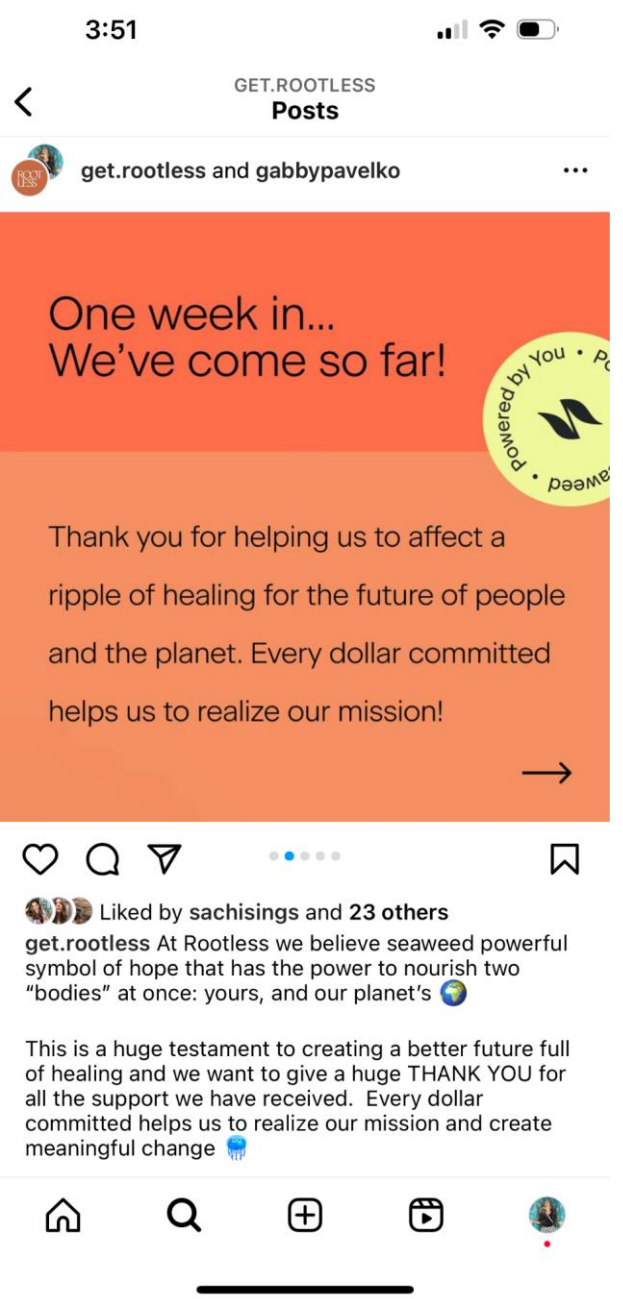 3:51
GET.ROOTLESS
Posts
ROOT
LESS
get.rootless and gabbypavelko
One week in...
We've come so far!
Powered by You • Po
aweed •
Thank you for helping us to affect a
ripple of healing for the future of people
and the planet. Every dollar committed
helps us to realize our mission!
Liked by sachisings and 23 others
get.rootless At Rootless we believe seaweed powerful
symbol of hope that has the power to nourish two
“bodies” at once: yours, and our planet's
This is a huge testament to creating a better future full
of healing and we want to give a huge THANK YOU for
all the support we have received.  Every dollar
committed helps us to realize our mission and create
meaningful change